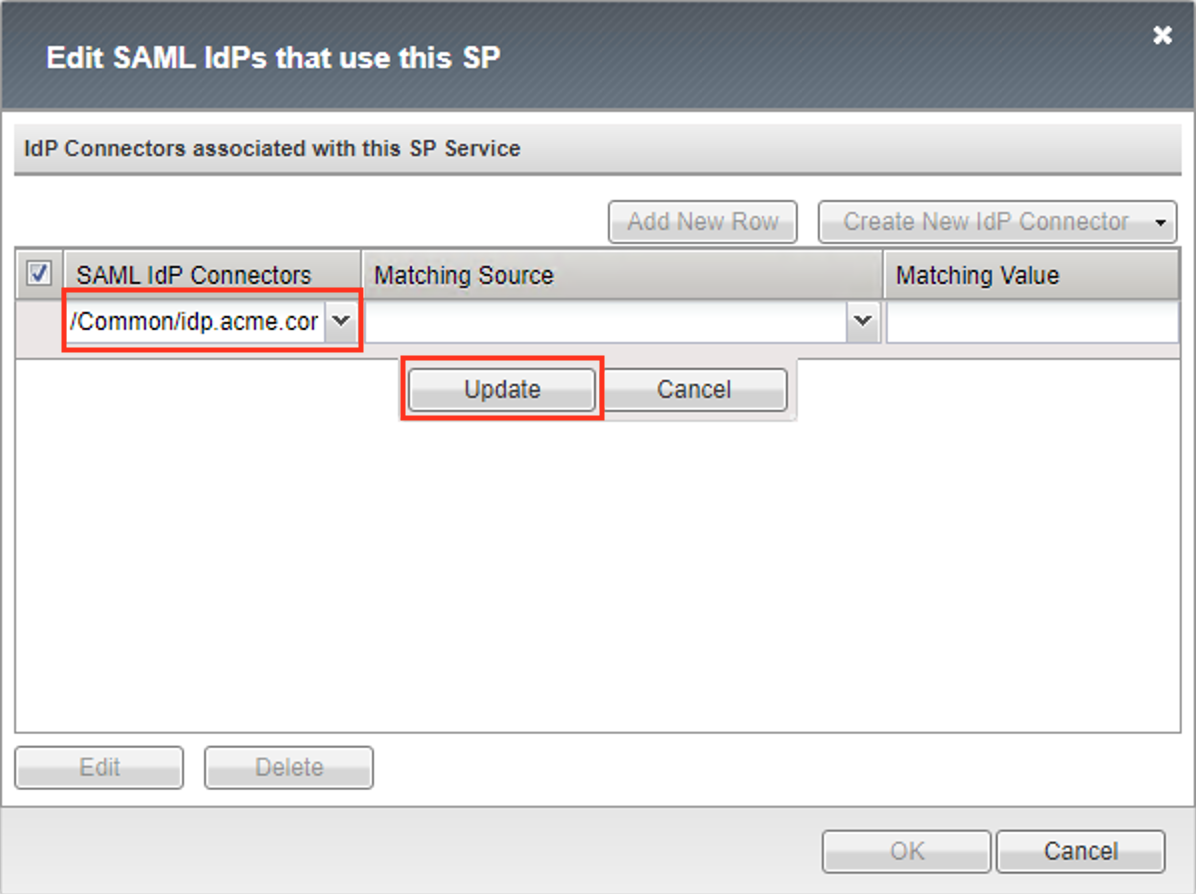 Edit SAML IdPs that use this SP
IdP Connectors associated with this SP Service
Add New Row Create New IdP Connector
SAML IdP Connectors Matching Source Matching Value
/Common/idp.acme.cor
Update Cancel
Edit Delete
OK Cancel